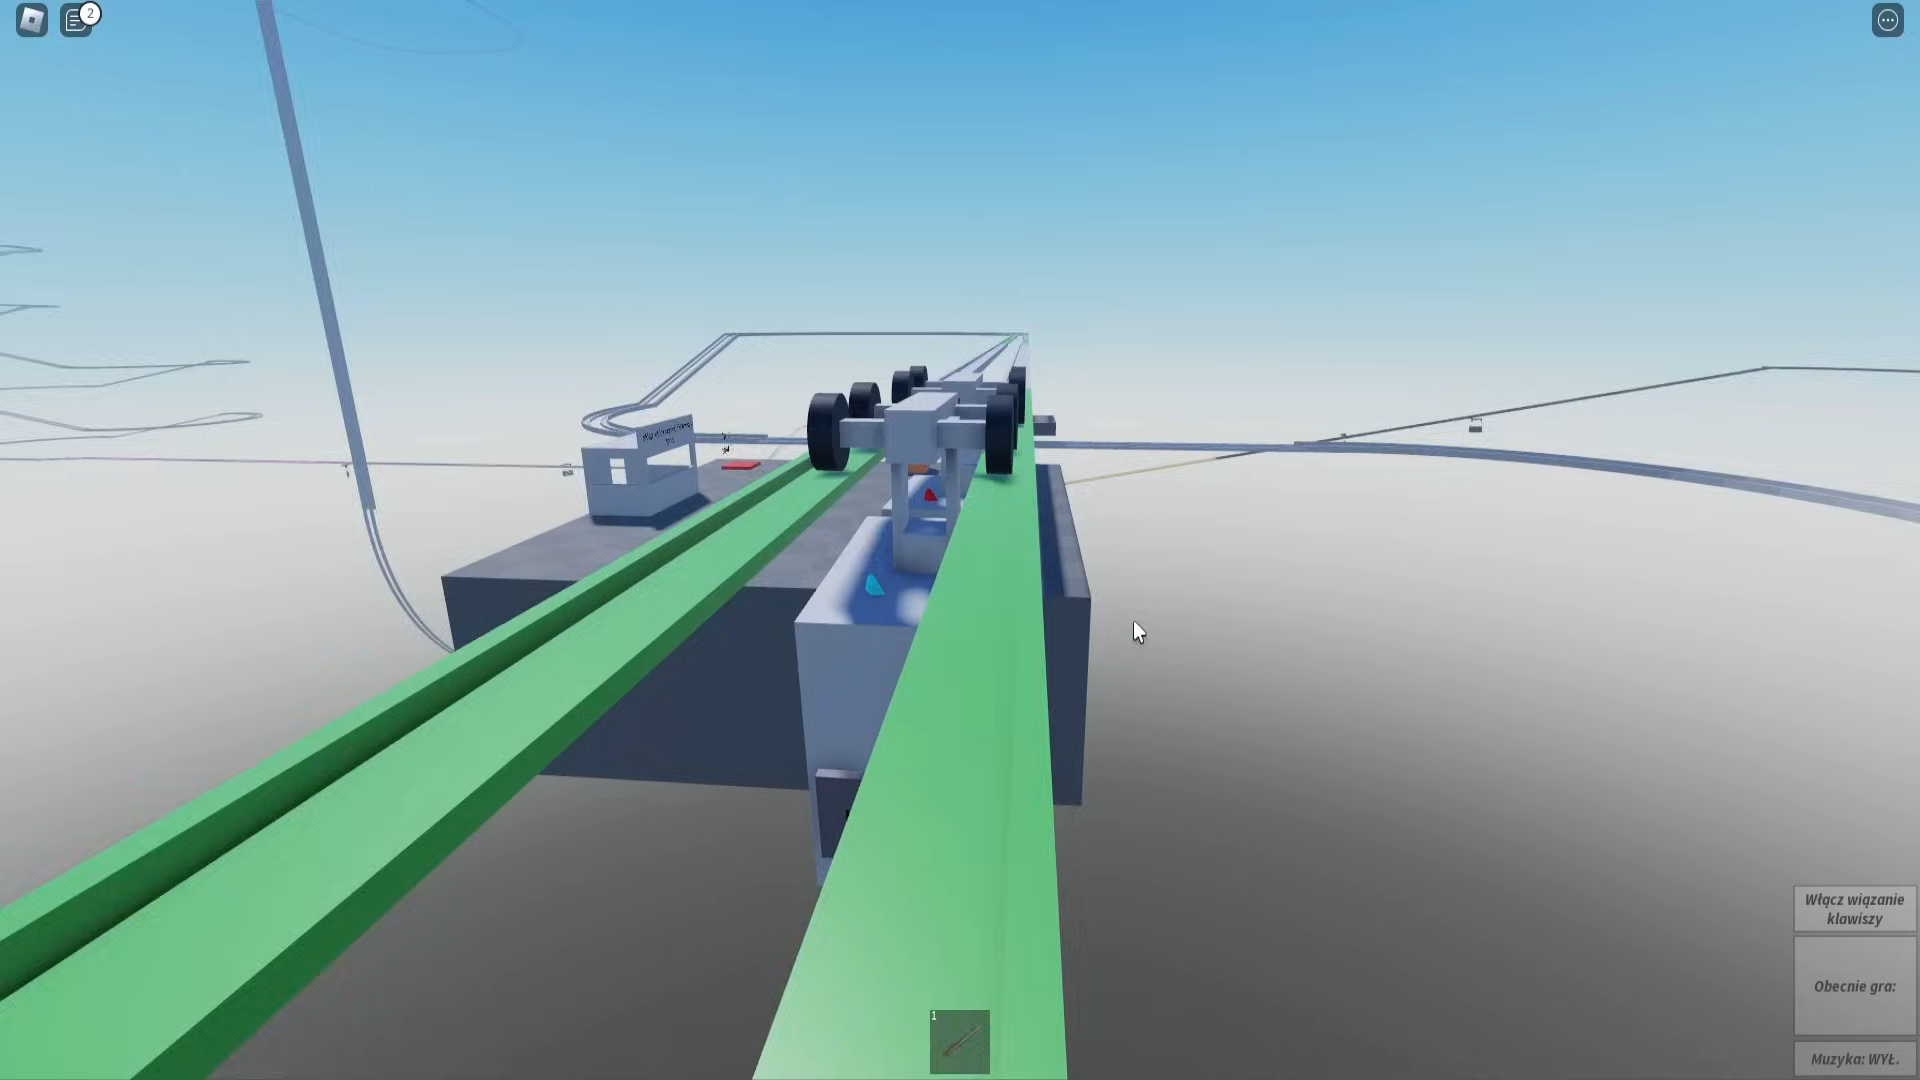 2
Włącz wiązanie
klawiszy
Obecnie gra:
1
Muzyka: WYŁ.